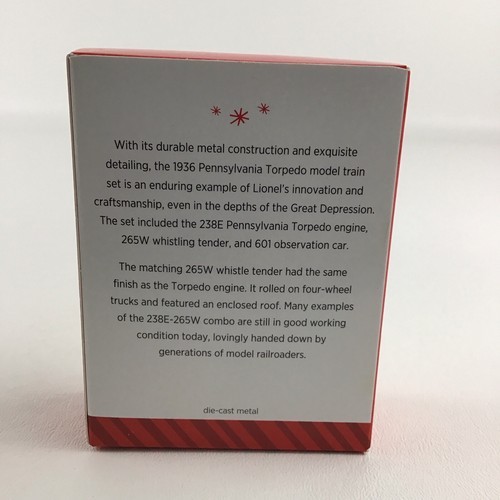 With its durable metal construction and exquisite
detailing, the 1936 Pennsylvania Torpedo model train
set is an enduring example of Lionel's innovation and
craftsmanship, even in the depths of the Great Depression.
The set included the 238E Pennsylvania Torpedo engine,
265W whistling tender, and 601 observation car.
The matching 265W whistle tender had the same
finish as the Torpedo engine. It rolled on four-wheel
trucks and featured an enclosed roof. Many examples
of the 238E-265W combo are still in good working
condition today, lovingly handed down by
generations of model railroaders.
die-cast metal